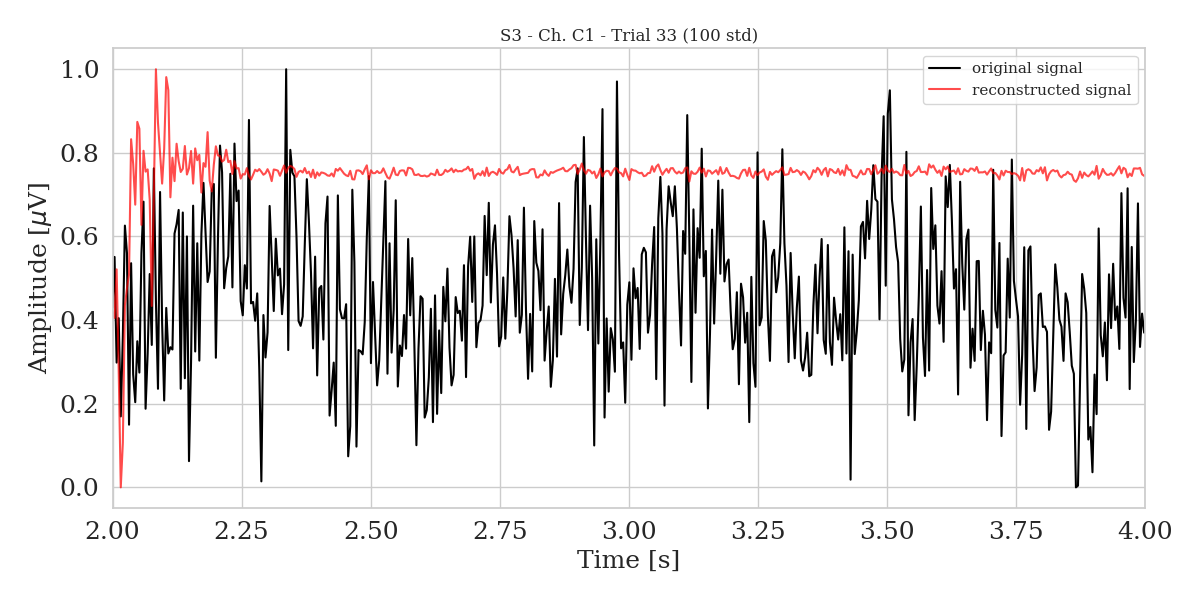 S3 - Ch. C1 - Trial 33 (100 std)
original signal
reconstructed signal
Amplitude [μV]
1.0
0.8
0.6
0.4
0.2
0.0
2.00 2.25 2.50 2.75 3.00 3.25 3.50 3.75 4.00
Time [s]